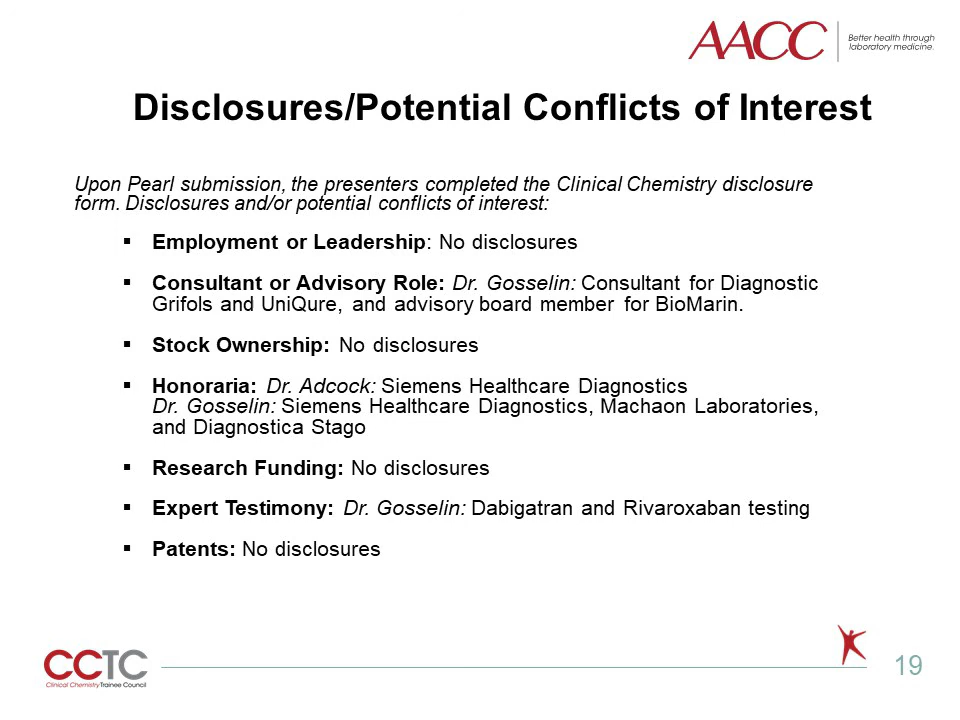 AACC
Better health through
laboratory medicine.
Disclosures/Potential Conflicts of Interest
Upon Pearl submission, the presenters completed the Clinical Chemistry disclosure
form. Disclosures and/or potential conflicts of interest:
▪ Employment or Leadership: No disclosures
▪ Consultant or Advisory Role: Dr. Gosselin: Consultant for Diagnostic
Grifols and UniQure, and advisory board member for BioMarin.
▪ Stock Ownership: No disclosures
▪ Honoraria: Dr. Adcock: Siemens Healthcare Diagnostics
Dr. Gosselin: Siemens Healthcare Diagnostics, Machaon Laboratories,
and Diagnostica Stago
▪ Research Funding: No disclosures
▪ Expert Testimony: Dr. Gosselin: Dabigatran and Rivaroxaban testing
▪ Patents: No disclosures
CCTC
Clinical Chemistry Trainee Council
19